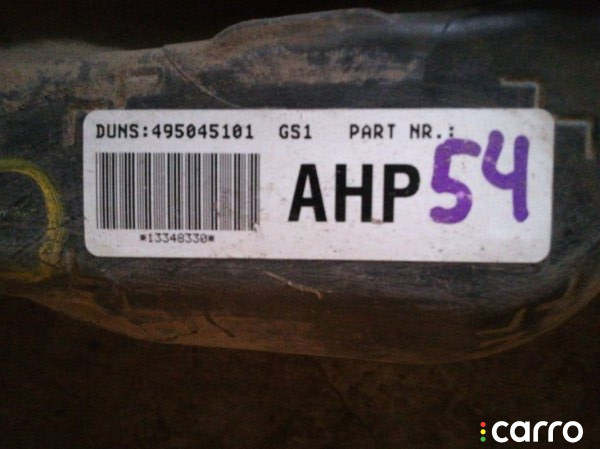 DUNS:495045101 GS1 PART NR.:
AHP 54
*13348330*
carro